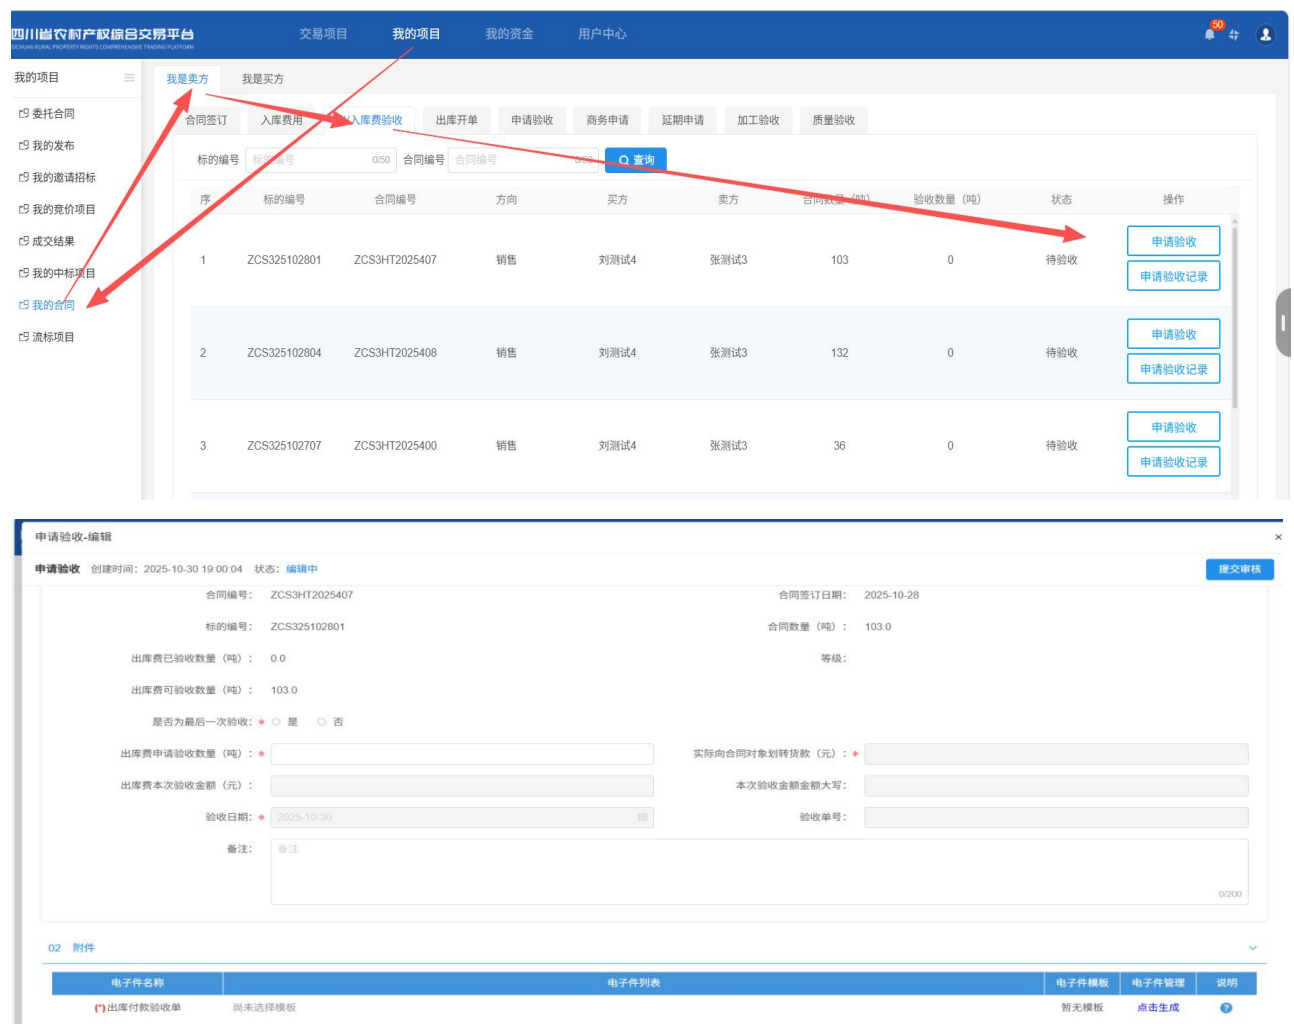 四川省农村产权综合交易平台
SICHUAN RURAL PROPERTY RIGHTS COMPREHENSIVE TRADING PLATFORM
交易项目 我的项目 我的资金 用户中心
50
我的项目
我是卖方 我是买方
委托合同
我的发布
我的邀请招标
我的竞价项目
成交结果
我的中标项目
我的合同
流标项目
合同签订 入库费用 入库费验收 出库开单 申请验收 商务申请 延期申请 加工验收 质量验收
标的编号 标的编号 0/50 合同编号 合同编号 0/50 查询
序 标的编号 合同编号 方向 买方 卖方 合同数量（吨） 验收数量（吨） 状态 操作
1 ZCS325102801 ZCS3HT2025407 销售 刘测试4 张测试3 103 0 待验收 申请验收
申请验收记录
2 ZCS325102804 ZCS3HT2025408 销售 刘测试4 张测试3 132 0 待验收 申请验收
申请验收记录
3 ZCS325102707 ZCS3HT2025400 销售 刘测试4 张测试3 36 0 待验收 申请验收
申请验收记录
申请验收-编辑 ×
申请验收 创建时间：2025-10-30 19:00:04 状态：编辑中 提交审核
合同编号： ZCS3HT2025407 合同签订日期： 2025-10-28
标的编号： ZCS325102801 合同数量（吨）： 103.0
出库费已验收数量（吨）： 0.0 等级：
出库费可验收数量（吨）： 103.0
是否为最后一次验收：* 是 否
出库费申请验收数量（吨）：* 实际向合同对象划转货款（元）：*
出库费本次验收金额（元）： 本次验收金额金额大写：
验收日期：* 2025-10-30 验收单号：
备注： 备注
0/200
02 附件
电子件名称 电子件列表 电子件模板 电子件管理 说明
(*)出库付款验收单 尚未选择模板 暂无模板 点击生成 ?